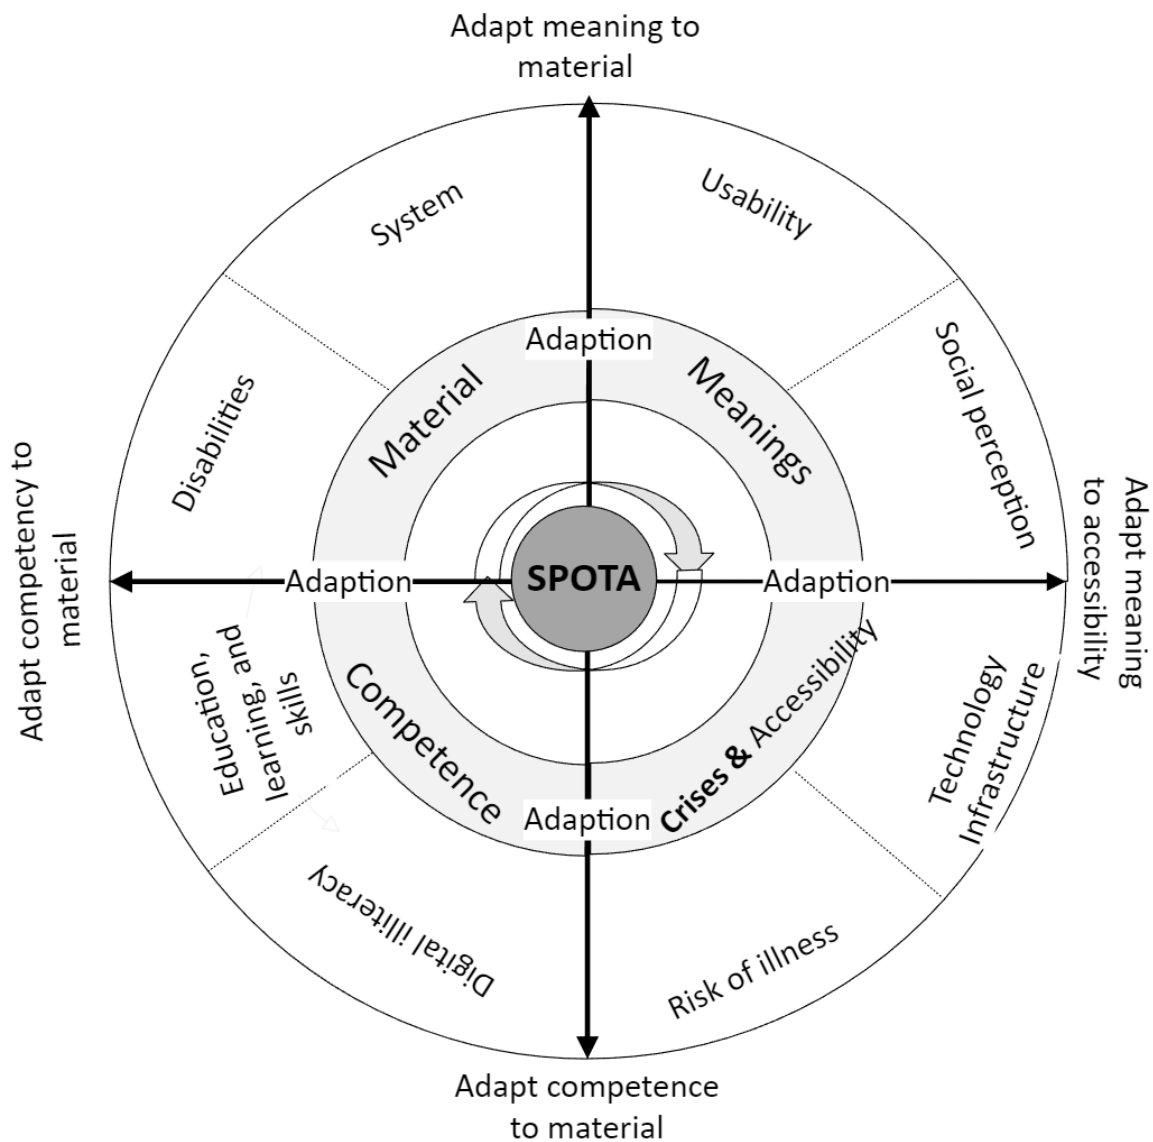 Adapt meaning to
material
System
Usability
Adaption
Material
Meanings
Disabilities
Social perception
Adapt competency to
material
Adaption
SPOTA
Adaption
Adapt meaning
to accessibility
Education,
learning, and
skills
Competence
Crises & Accessibility
Technology
Infrastructure
Adaption
Digital illiteracy
Risk of illness
Adapt competence
to material